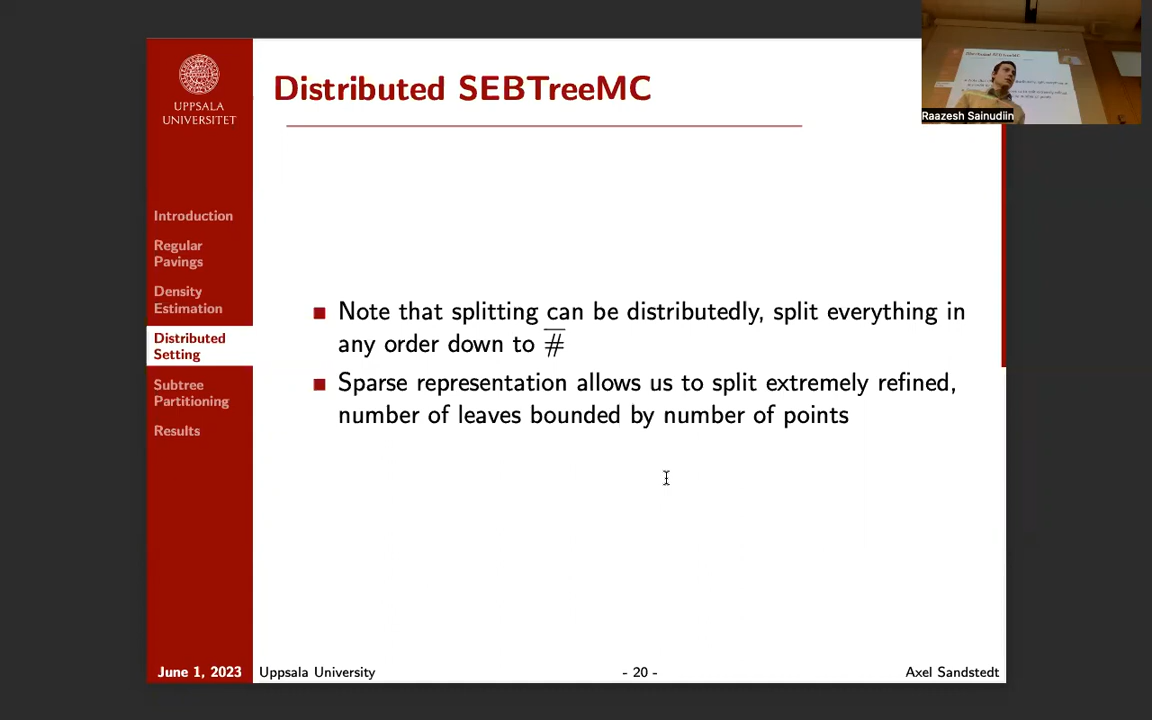 UPPSALA
UNIVERSITET
Introduction
Regular
Pavings
Density
Estimation
Distributed
Setting
Subtree
Partitioning
Results
June 1, 2023
Distributed SEBTreeMC
Note that splitting can be distributedly, split everything in
any order down to \overline{\#}
Sparse representation allows us to split extremely refined,
number of leaves bounded by number of points
Uppsala University
- 20 -
Axel Sandstedt
Raazesh Sainudiin